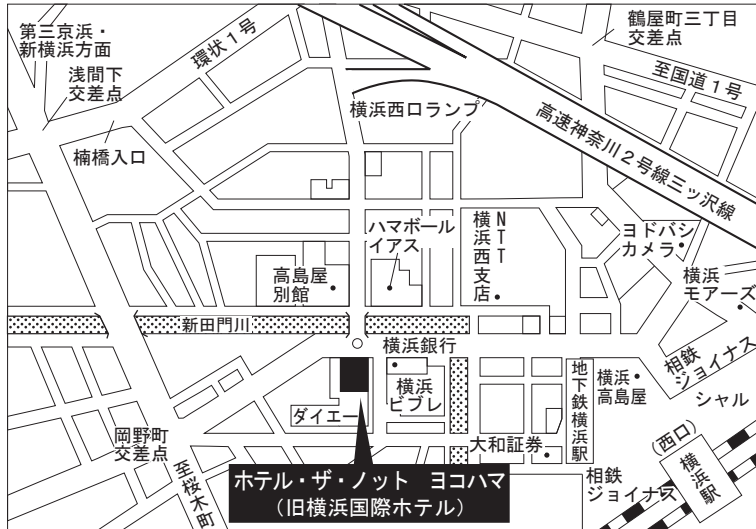 第三京浜・
新横浜方面
浅間下
交差点
環状1号
楠橋入口
横浜西口ランプ
鶴屋町三丁目
交差点
至国道1号
高速神奈川2号線三ッ沢線
ハマボール
イアス
高島屋
別館
NTT
横浜西支店
ヨドバシ
カメラ
横浜
モアーズ
新田門川
横浜銀行
横浜
ビブレ
ダイエー
地下鉄横浜駅
横浜
高島屋
相鉄
ジョイナス
シャル
岡野町
交差点
至桜木町
大和証券
相鉄
ジョイナス
(西口)
横浜駅
ホテル・ザ・ノット ヨコハマ
(旧横浜国際ホテル)